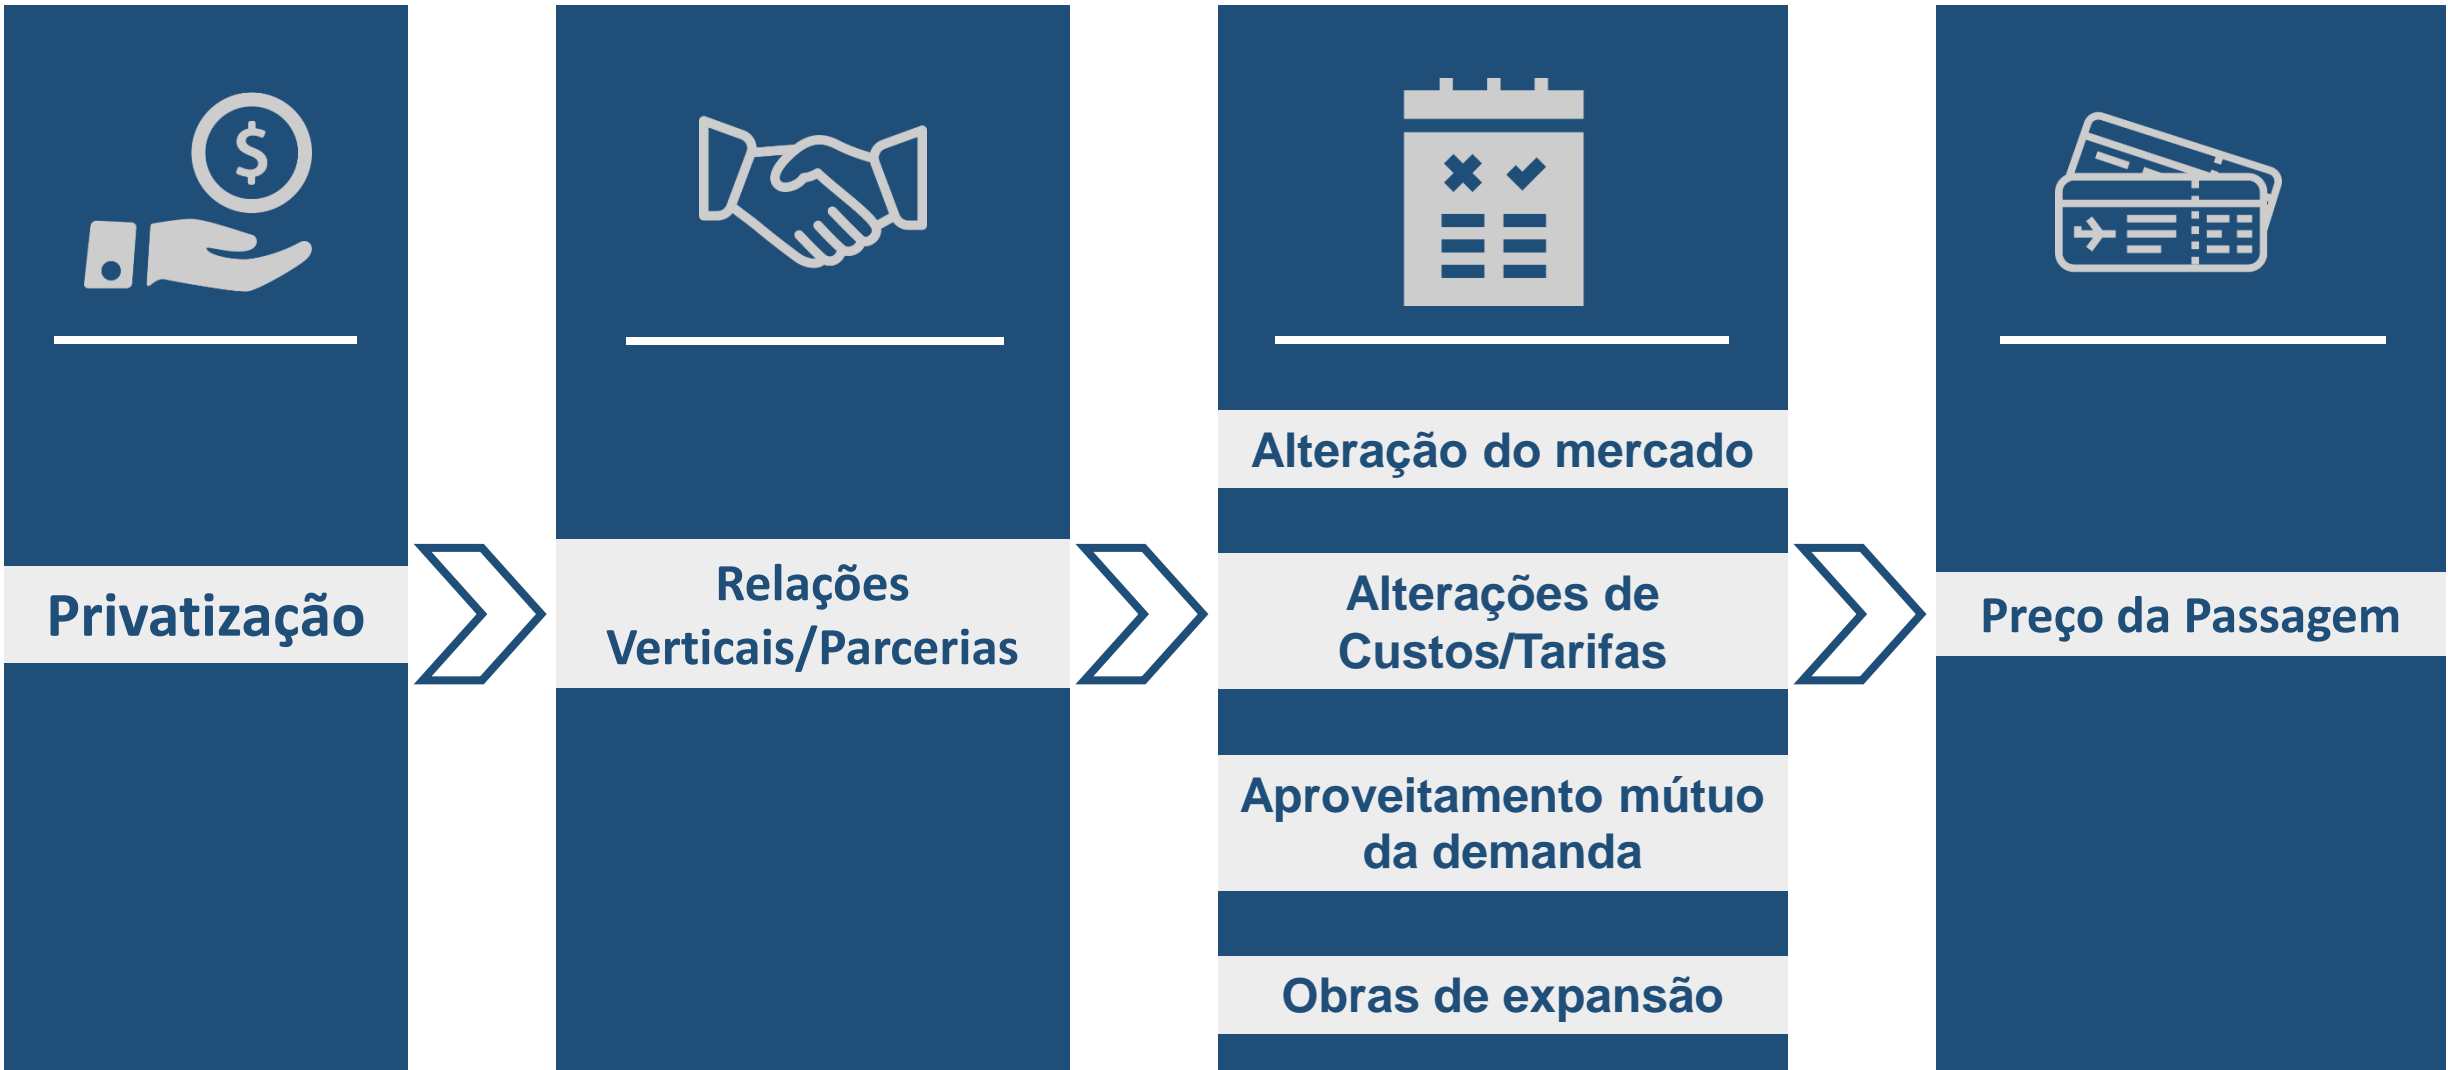 $
Privatização
Relações
Verticais/Parcerias
Alteração do mercado
Alterações de
Custos/Tarifas
Aproveitamento mútuo
da demanda
Obras de expansão
Preço da Passagem